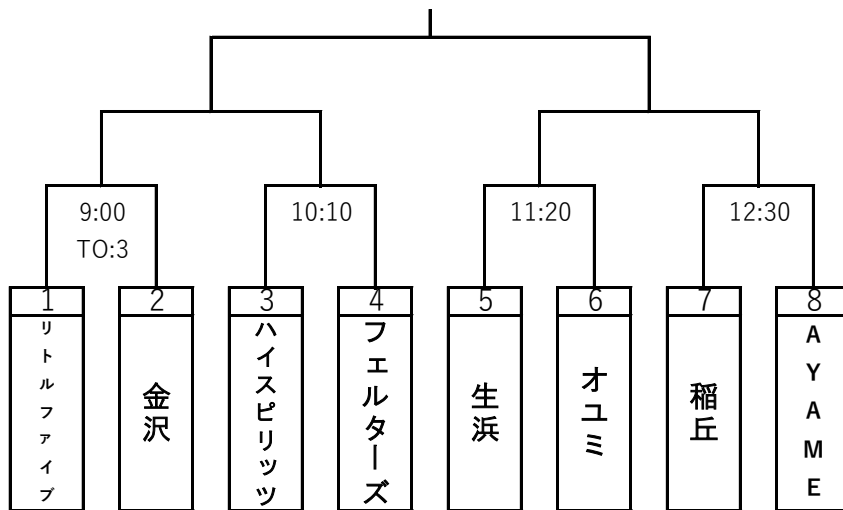 9:00
TO:3
10:10
11:20
12:30
1
2
3
4
5
6
7
8
リトルファイブ
金沢
ハイスピリッツ
フェルターズ
生浜
オユミ
稲丘
AYAME